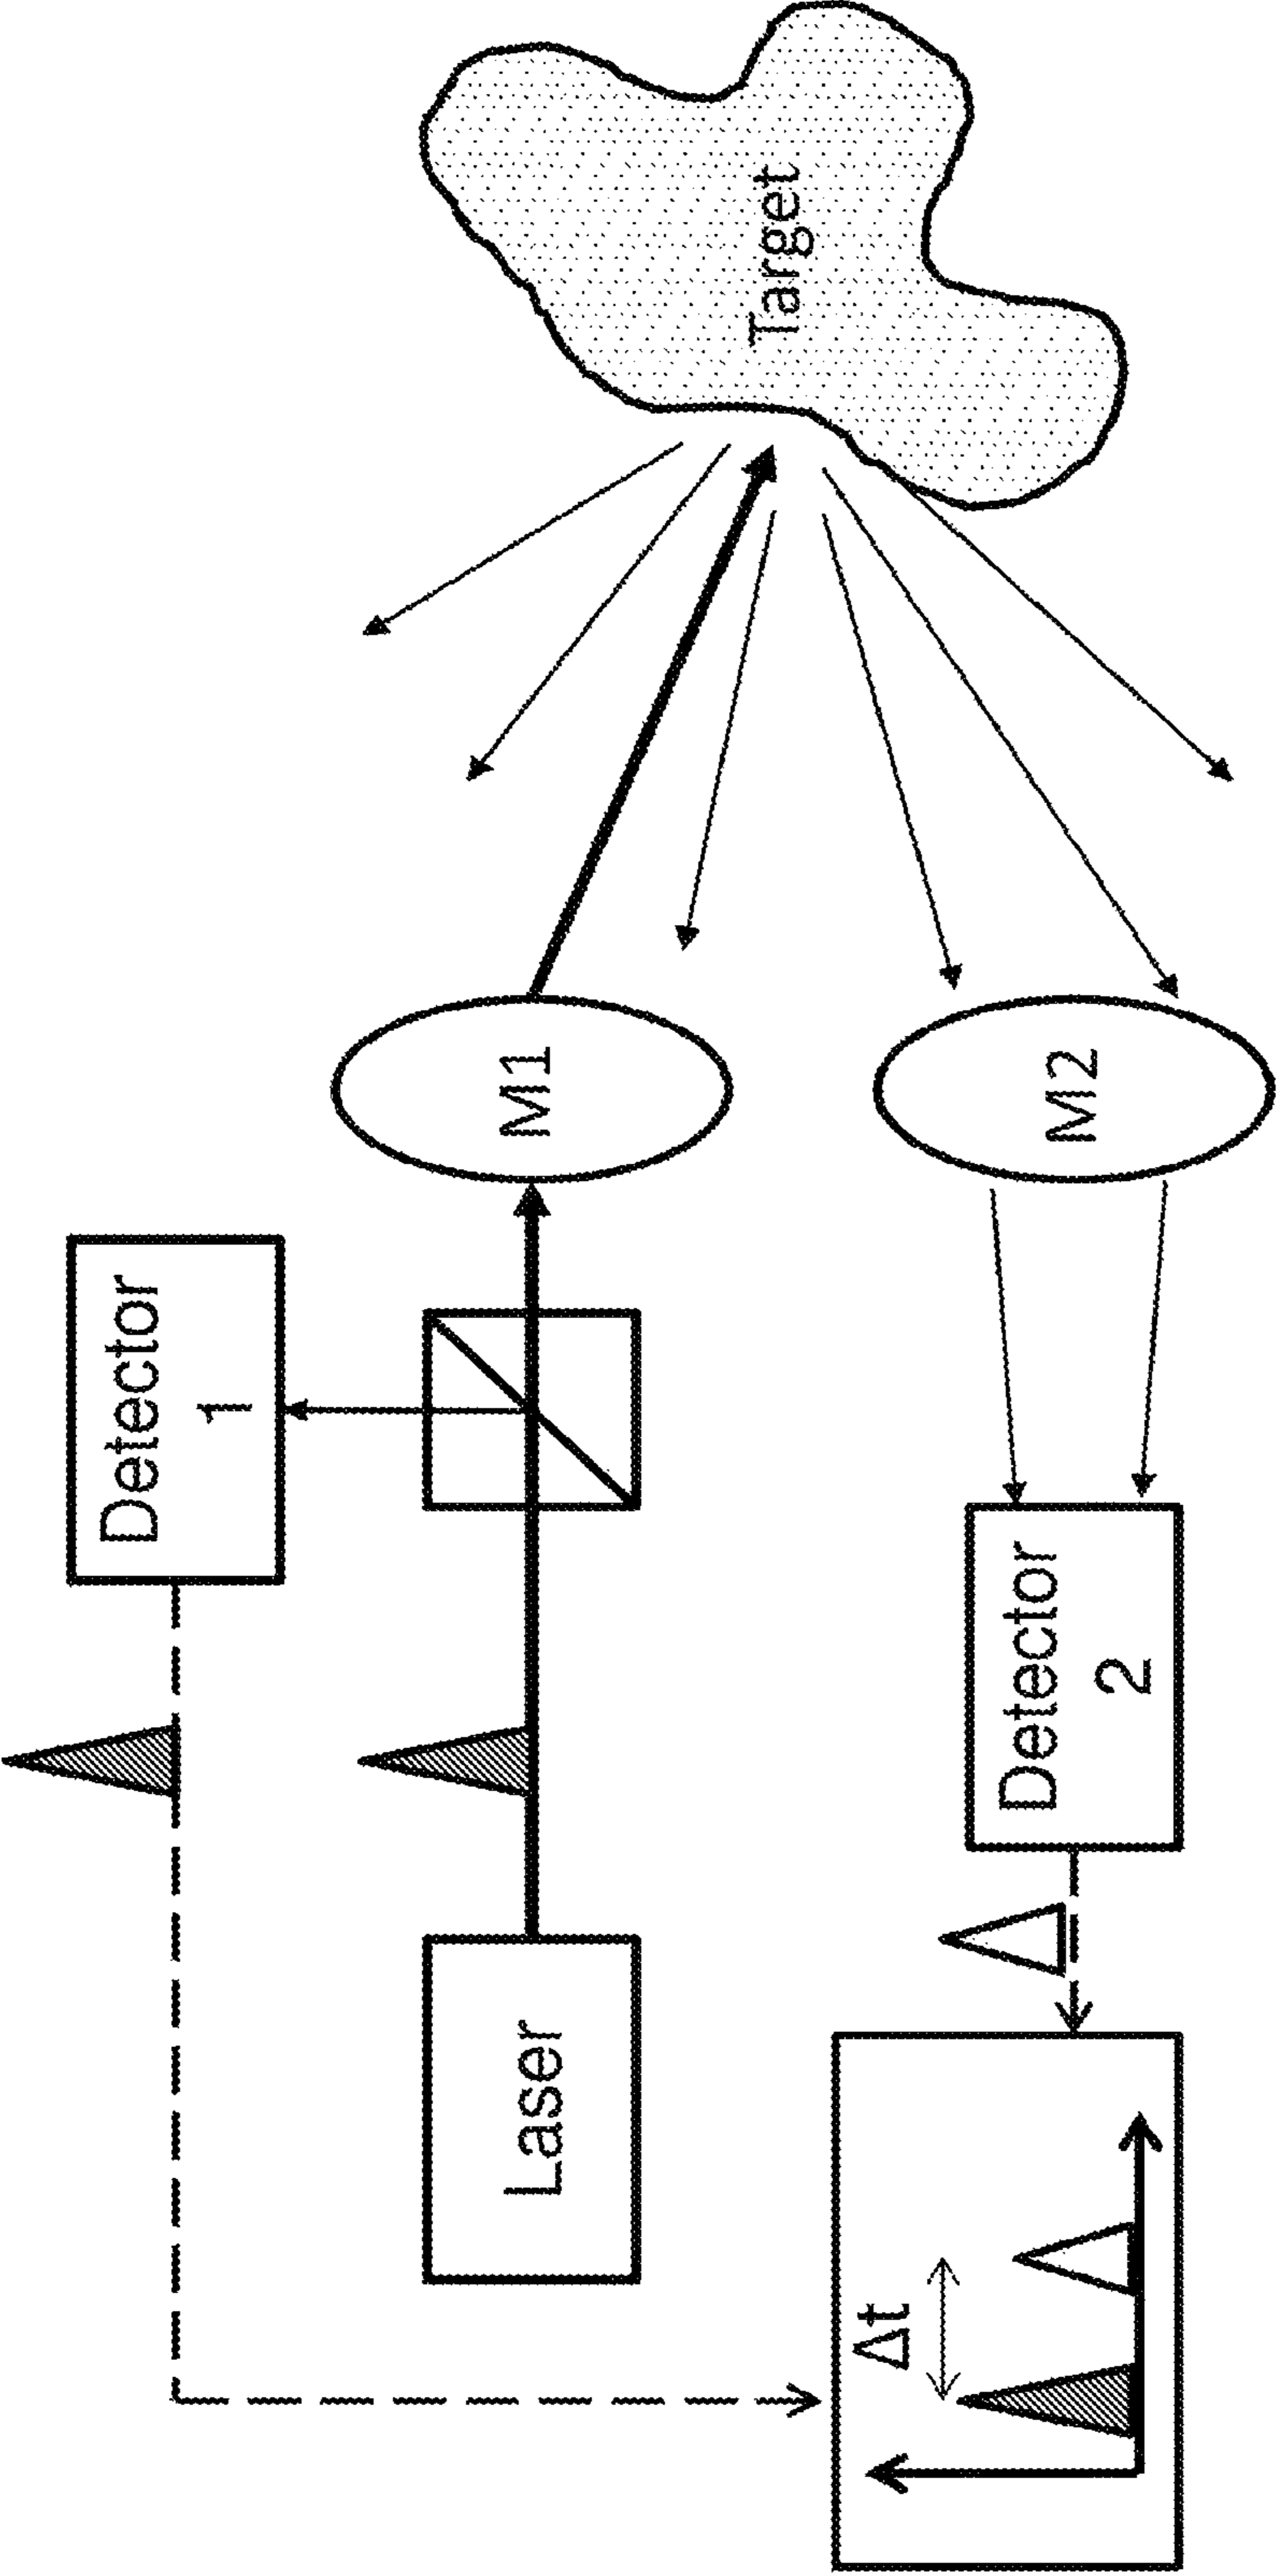 Detector
1
Laser
M1
Target
Δt
Detector
2
M2